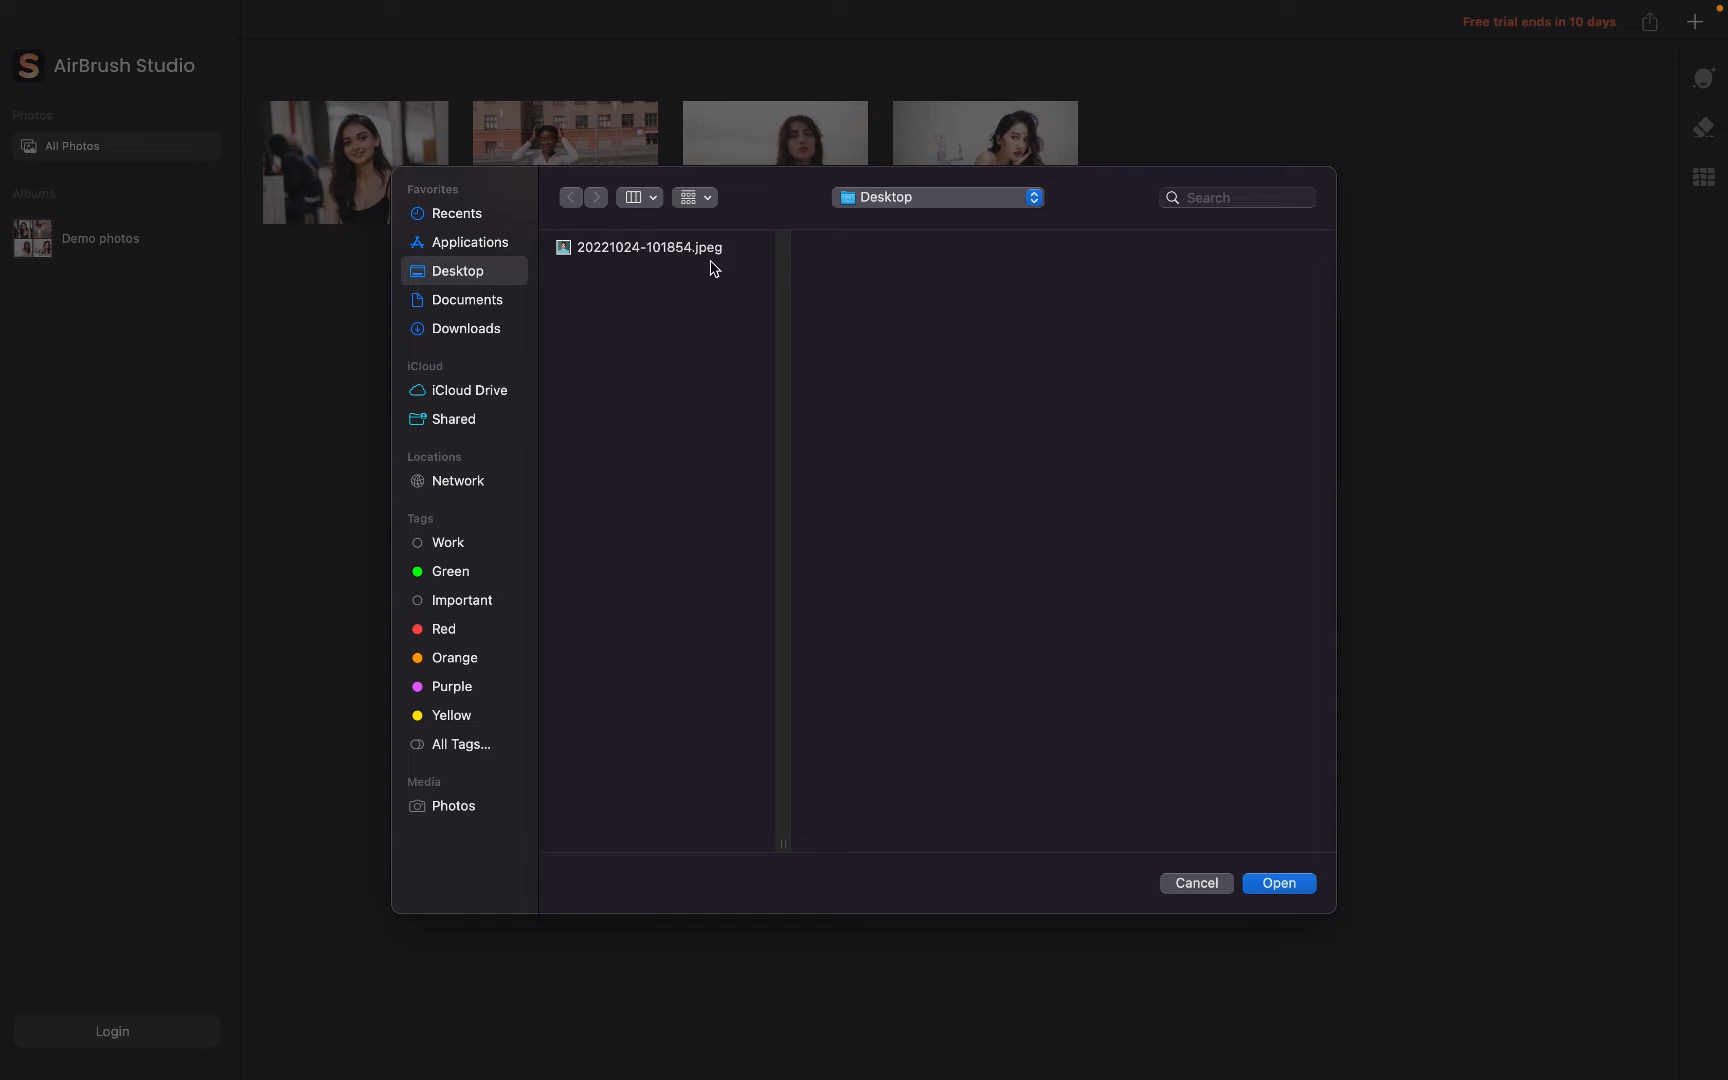 Free trial ends in 10 days
S AirBrush Studio
Photos
All Photos
Albums
Demo photos
Login
Favorites
Recents
Applications
Desktop
Documents
Downloads
iCloud
iCloud Drive
Shared
Locations
Network
Tags
Work
Green
Important
Red
Orange
Purple
Yellow
All Tags...
Media
Photos
Desktop
Search
20221024-101854.jpeg
Cancel
Open